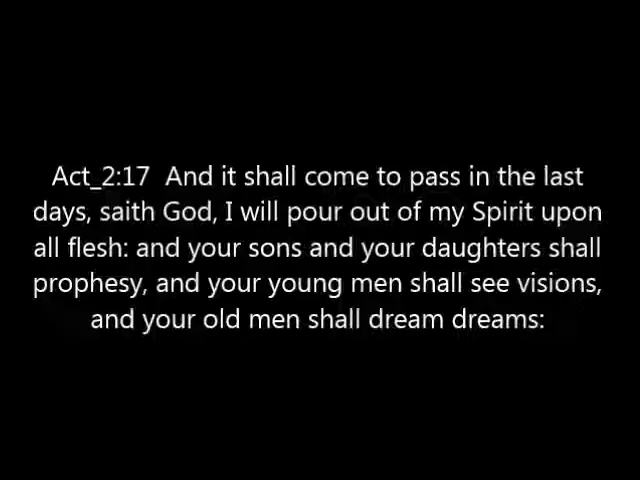 Act_2:17  And it shall come to pass in the last
days, saith God, I will pour out of my Spirit upon
all flesh: and your sons and your daughters shall
prophesy, and your young men shall see visions,
and your old men shall dream dreams: